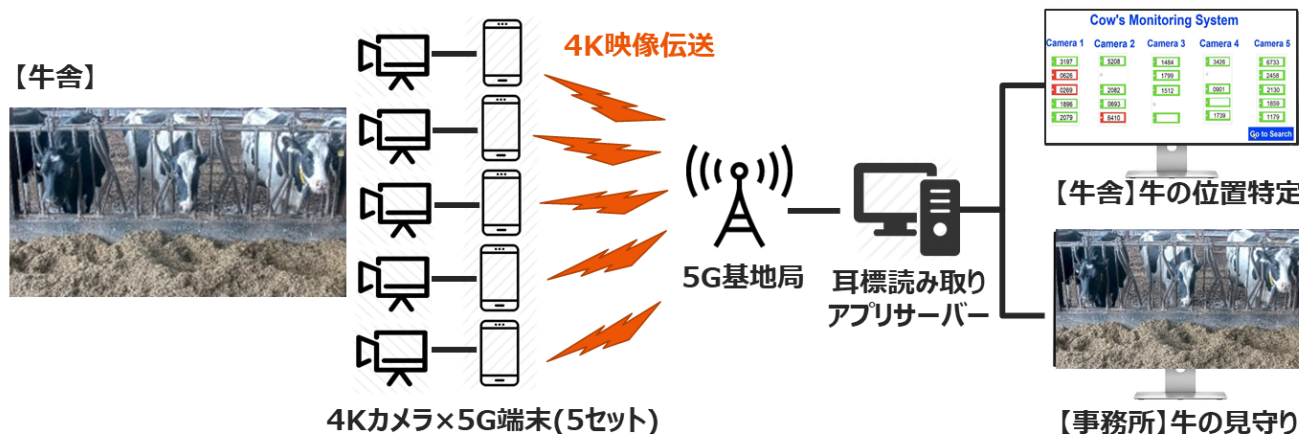 【牛舎】
4K映像伝送
5G基地局
耳標読み取り
アプリサーバー
4Kカメラ×5G端末(5セット)
Cow's Monitoring System
Camera 1 Camera 2 Camera 3 Camera 4 Camera 5
3197 5208 1484 3426 6733
0626 1799 2458
0269 2082 1512 0901 2130
1896 0693 1859
2079 6410 1739 1179
Go to Search
【牛舎】牛の位置特定
【事務所】牛の見守り